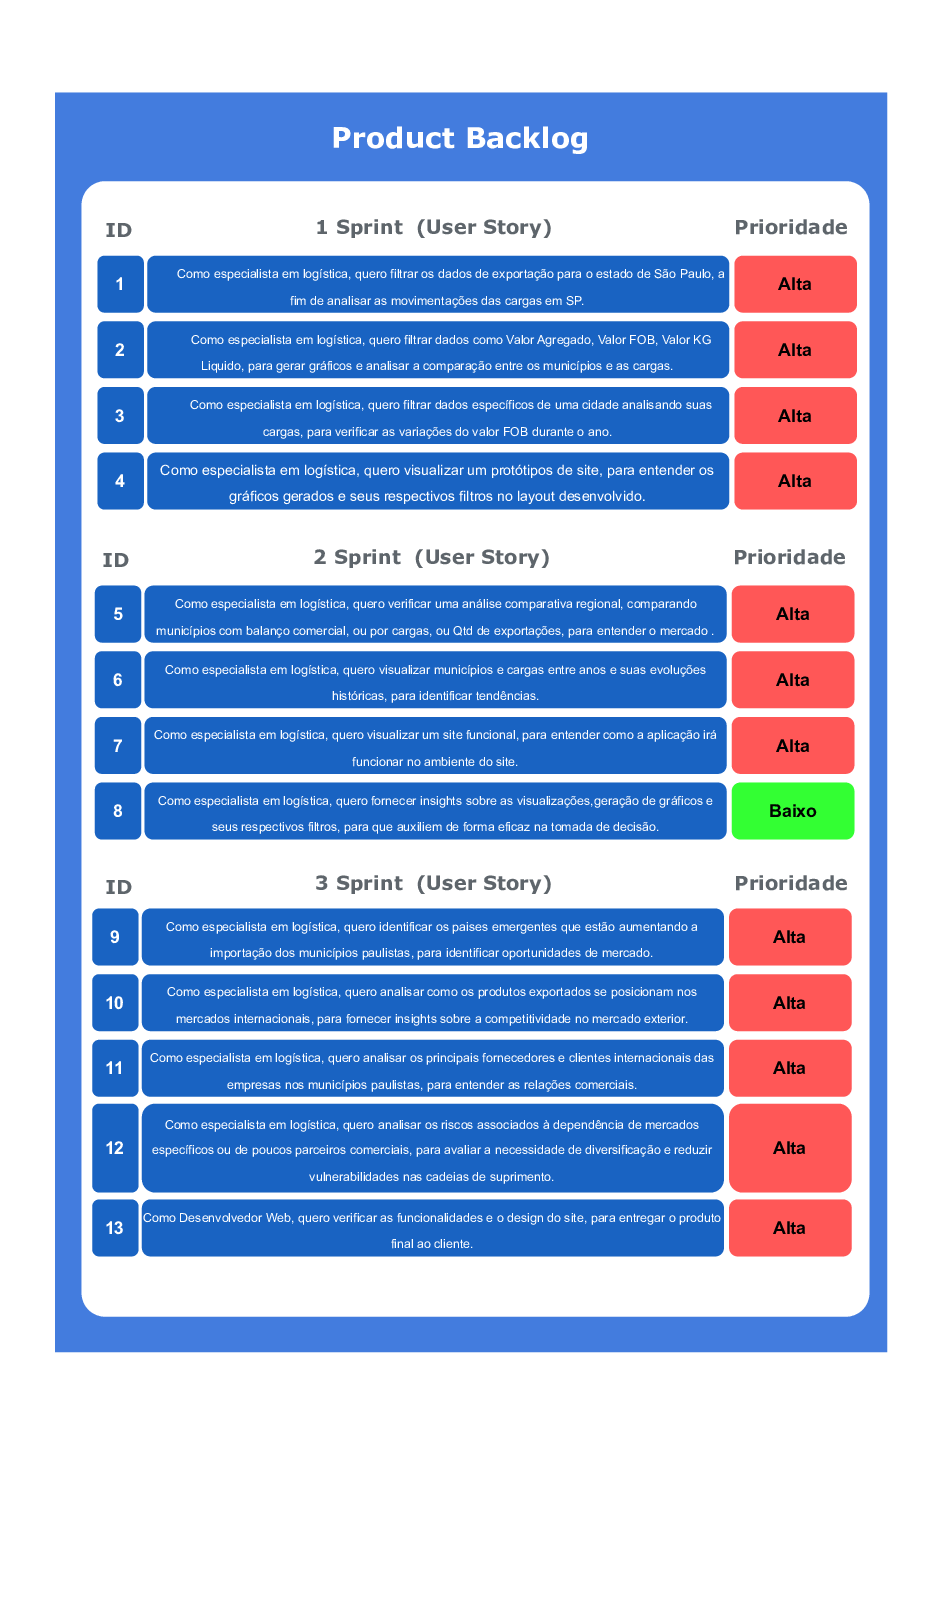 Product Backlog
ID 1 Sprint (User Story) Prioridade
1 Como especialista em logística, quero filtrar os dados de exportação para o estado de São Paulo, a Alta
fim de analisar as movimentações das cargas em SP.
2 Como especialista em logística, quero filtrar dados como Valor Agregado, Valor FOB, Valor KG Alta
Liquido, para gerar gráficos e analisar a comparação entre os municípios e as cargas.
3 Como especialista em logística, quero filtrar dados específicos de uma cidade analisando suas Alta
cargas, para verificar as variações do valor FOB durante o ano.
4 Como especialista em logística, quero visualizar um protótipos de site, para entender os Alta
gráficos gerados e seus respectivos filtros no layout desenvolvido.
ID 2 Sprint (User Story) Prioridade
5 Como especialista em logística, quero verificar uma análise comparativa regional, comparando Alta
municípios com balanço comercial, ou por cargas, ou Qtd de exportações, para entender o mercado .
6 Como especialista em logística, quero visualizar municípios e cargas entre anos e suas evoluções Alta
históricas, para identificar tendências.
7 Como especialista em logística, quero visualizar um site funcional, para entender como a aplicação irá Alta
funcionar no ambiente do site.
8 Como especialista em logística, quero fornecer insights sobre as visualizações,geração de gráficos e Baixo
seus respectivos filtros, para que auxiliem de forma eficaz na tomada de decisão.
ID 3 Sprint (User Story) Prioridade
9 Como especialista em logística, quero identificar os paises emergentes que estão aumentando a Alta
importação dos municípios paulistas, para identificar oportunidades de mercado.
10 Como especialista em logística, quero analisar como os produtos exportados se posicionam nos Alta
mercados internacionais, para fornecer insights sobre a competitividade no mercado exterior.
11 Como especialista em logística, quero analisar os principais fornecedores e clientes internacionais das Alta
empresas nos municípios paulistas, para entender as relações comerciais.
12 Como especialista em logística, quero analisar os riscos associados à dependência de mercados Alta
específicos ou de poucos parceiros comerciais, para avaliar a necessidade de diversificação e reduzir
vulnerabilidades nas cadeias de suprimento.
13 Como Desenvolvedor Web, quero verificar as funcionalidades e o design do site, para entregar o produto Alta
final ao cliente.